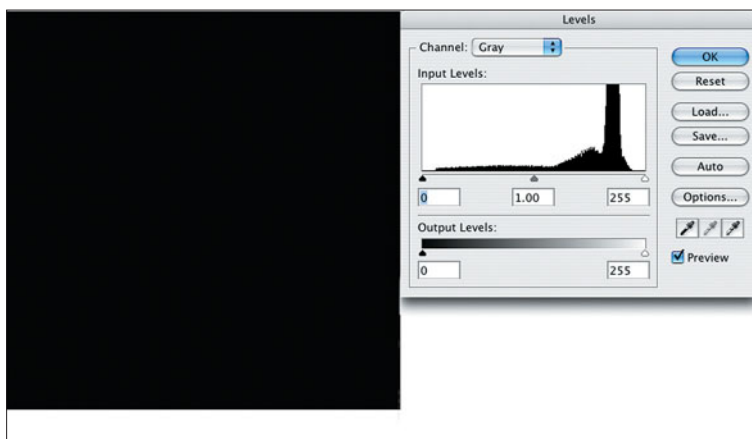 Levels
Channel: Gray
Input Levels:
0 1.00 255
Output Levels:
0 255
OK
Reset
Load...
Save...
Auto
Options...
Preview